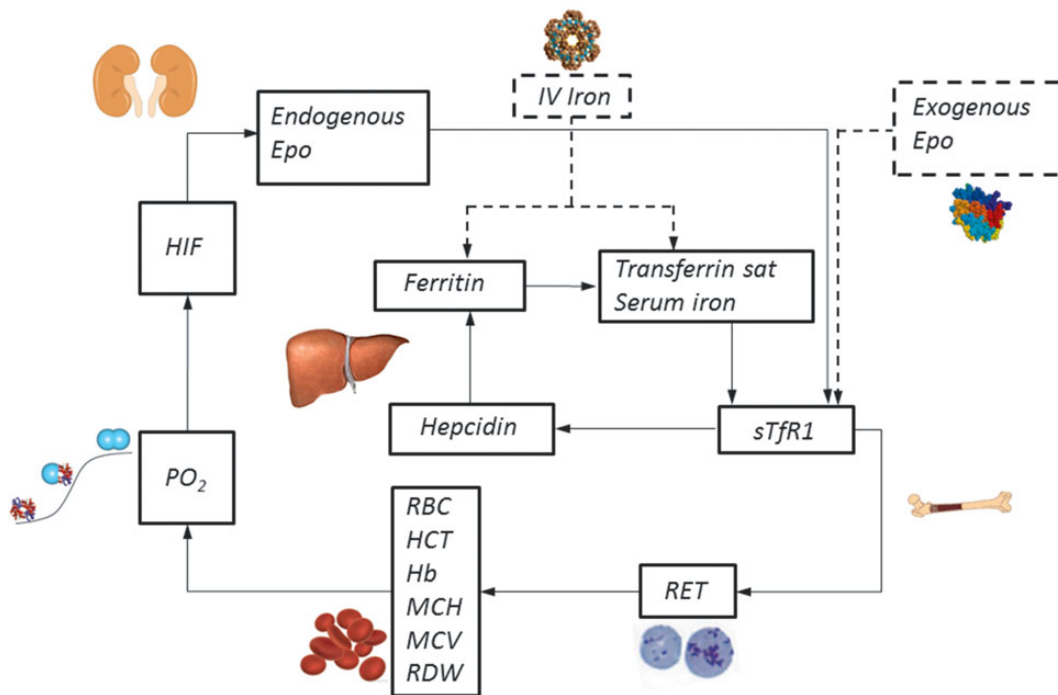 IV Iron
Endogenous
Epo
Exogenous
Epo
HIF
Ferritin
Transferrin sat
Serum iron
Hepcidin
sTfR1
PO₂
RBC
HCT
Hb
MCH
MCV
RDW
RET